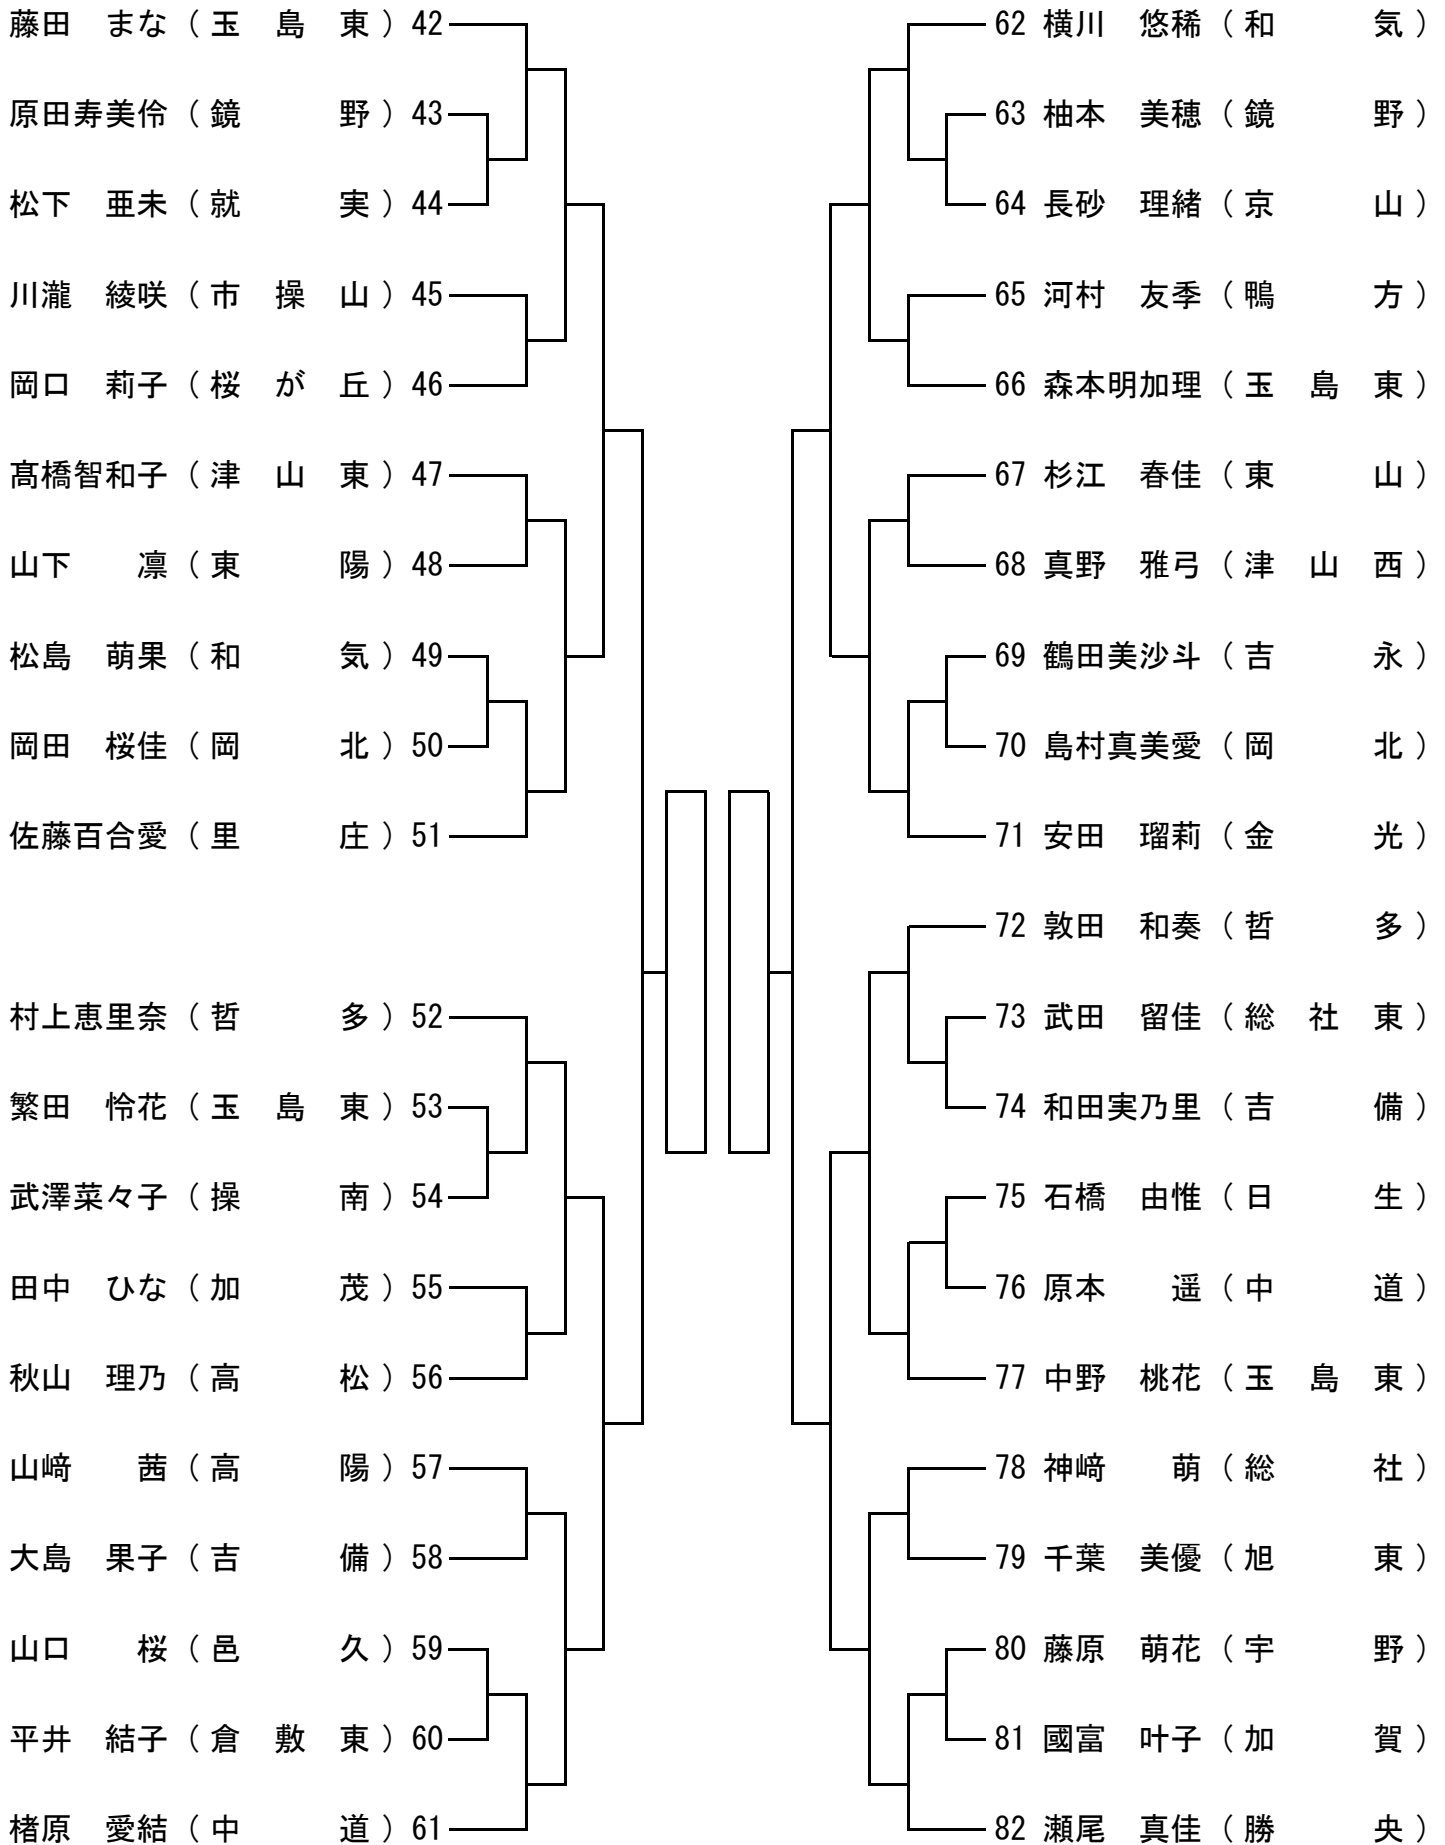 藤田　まな（玉　島　東）42
原田寿美伶（鏡　　　野）43
松下　亜未（就　　　実）44
川瀧　綾咲（市　操　山）45
岡口　莉子（桜　が　丘）46
髙橋智和子（津　山　東）47
山下　　凛（東　　　陽）48
松島　萌果（和　　　気）49
岡田　桜佳（岡　　　北）50
佐藤百合愛（里　　　庄）51
村上恵里奈（哲　　　多）52
繁田　怜花（玉　島　東）53
武澤菜々子（操　　　南）54
田中　ひな（加　　　茂）55
秋山　理乃（高　　　松）56
山﨑　　茜（高　　　陽）57
大島　果子（吉　　　備）58
山口　　桜（邑　　　久）59
平井　結子（倉　敷　東）60
楮原　愛結（中　　　道）61
62 横川　悠稀（和　　　気）
63 柚本　美穂（鏡　　　野）
64 長砂　理緒（京　　　山）
65 河村　友季（鴨　　　方）
66 森本明加理（玉　島　東）
67 杉江　春佳（東　　　山）
68 真野　雅弓（津　山　西）
69 鶴田美沙斗（吉　　　永）
70 島村真美愛（岡　　　北）
71 安田　瑠莉（金　　　光）
72 敦田　和奏（哲　　　多）
73 武田　留佳（総　社　東）
74 和田実乃里（吉　　　備）
75 石橋　由惟（日　　　生）
76 原本　　遥（中　　　道）
77 中野　桃花（玉　島　東）
78 神﨑　　萌（総　　　社）
79 千葉　美優（旭　　　東）
80 藤原　萌花（宇　　　野）
81 國富　叶子（加　　　賀）
82 瀬尾　真佳（勝　　　央）